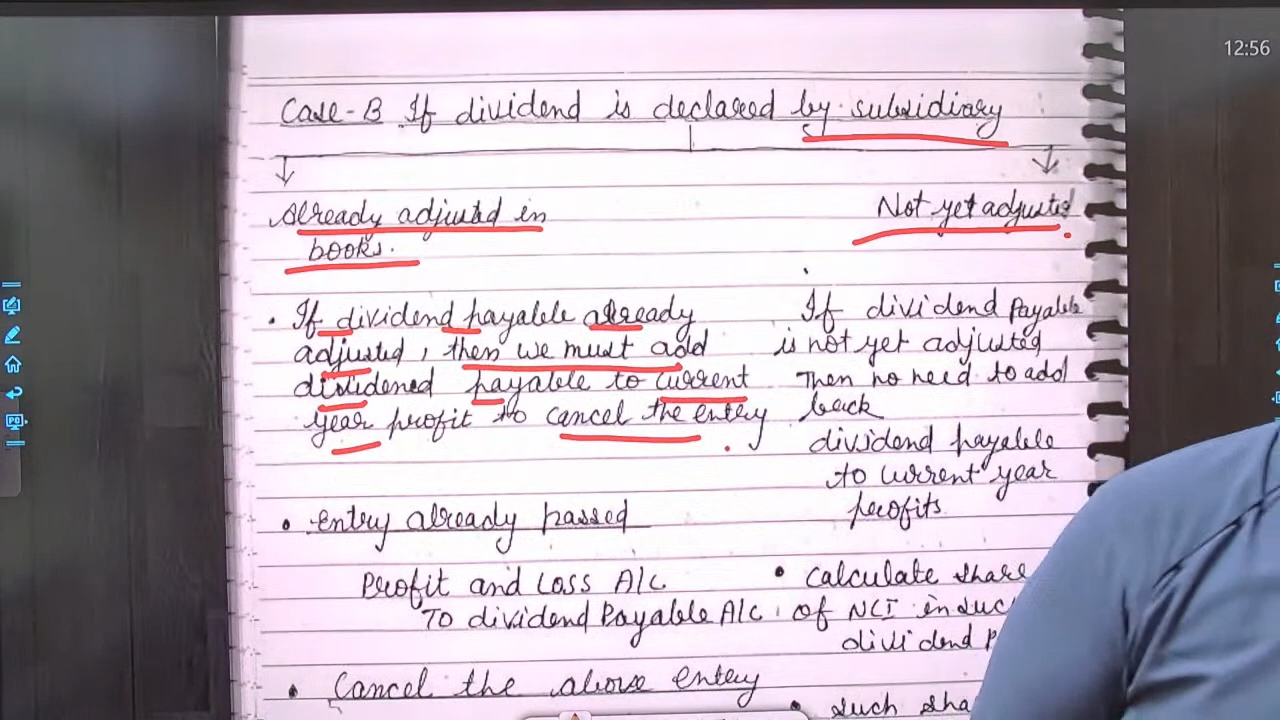 12:56
Case-B If dividend is declared by subsidiary
Already adjusted in
books.
Not yet adjusted
. If dividend payable already
adjusted, then we must add
dividened payable to current
year profit to cancel the entry
If dividend Payable
is not yet adjusted
Then no need to add
back
dividend payable
to current year
profits.
• entry already passed
Profit and Loss A/c.
To dividend Payable A/c.
• Calculate share
of NCI in suc
dividend P
• Cancel the above entry
• such sha